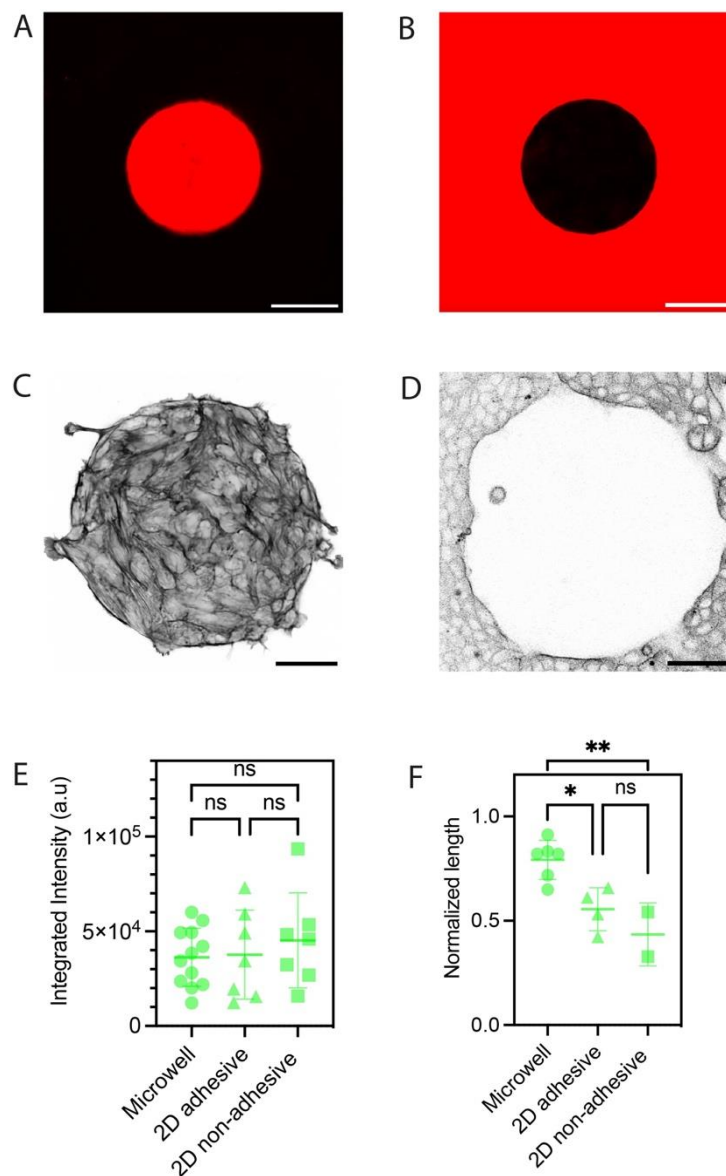 A
B
C
D
E
F
Integrated Intensity (a.u)
1×10⁵
5×10⁴
0
ns
ns
ns
Microwell
2D adhesive
2D non-adhesive
Normalized length
1.0
0.5
0.0
**
*
ns
Microwell
2D adhesive
2D non-adhesive